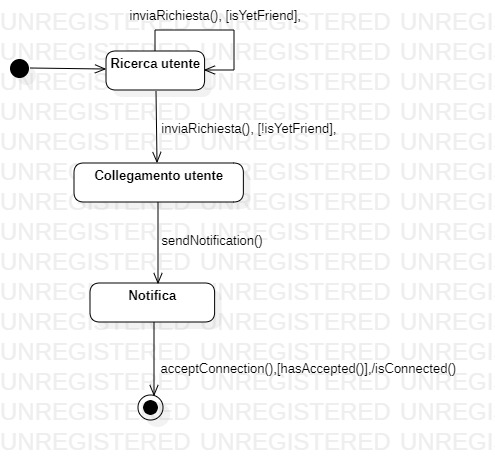 inviaRichiesta(), [isYetFriend],
Ricerca utente
inviaRichiesta(), [!isYetFriend],
Collegamento utente
sendNotification()
Notifica
acceptConnection(),[hasAccepted()],/isConnected()
UNREGISTERED UNREGISTERED UNREGISTERED